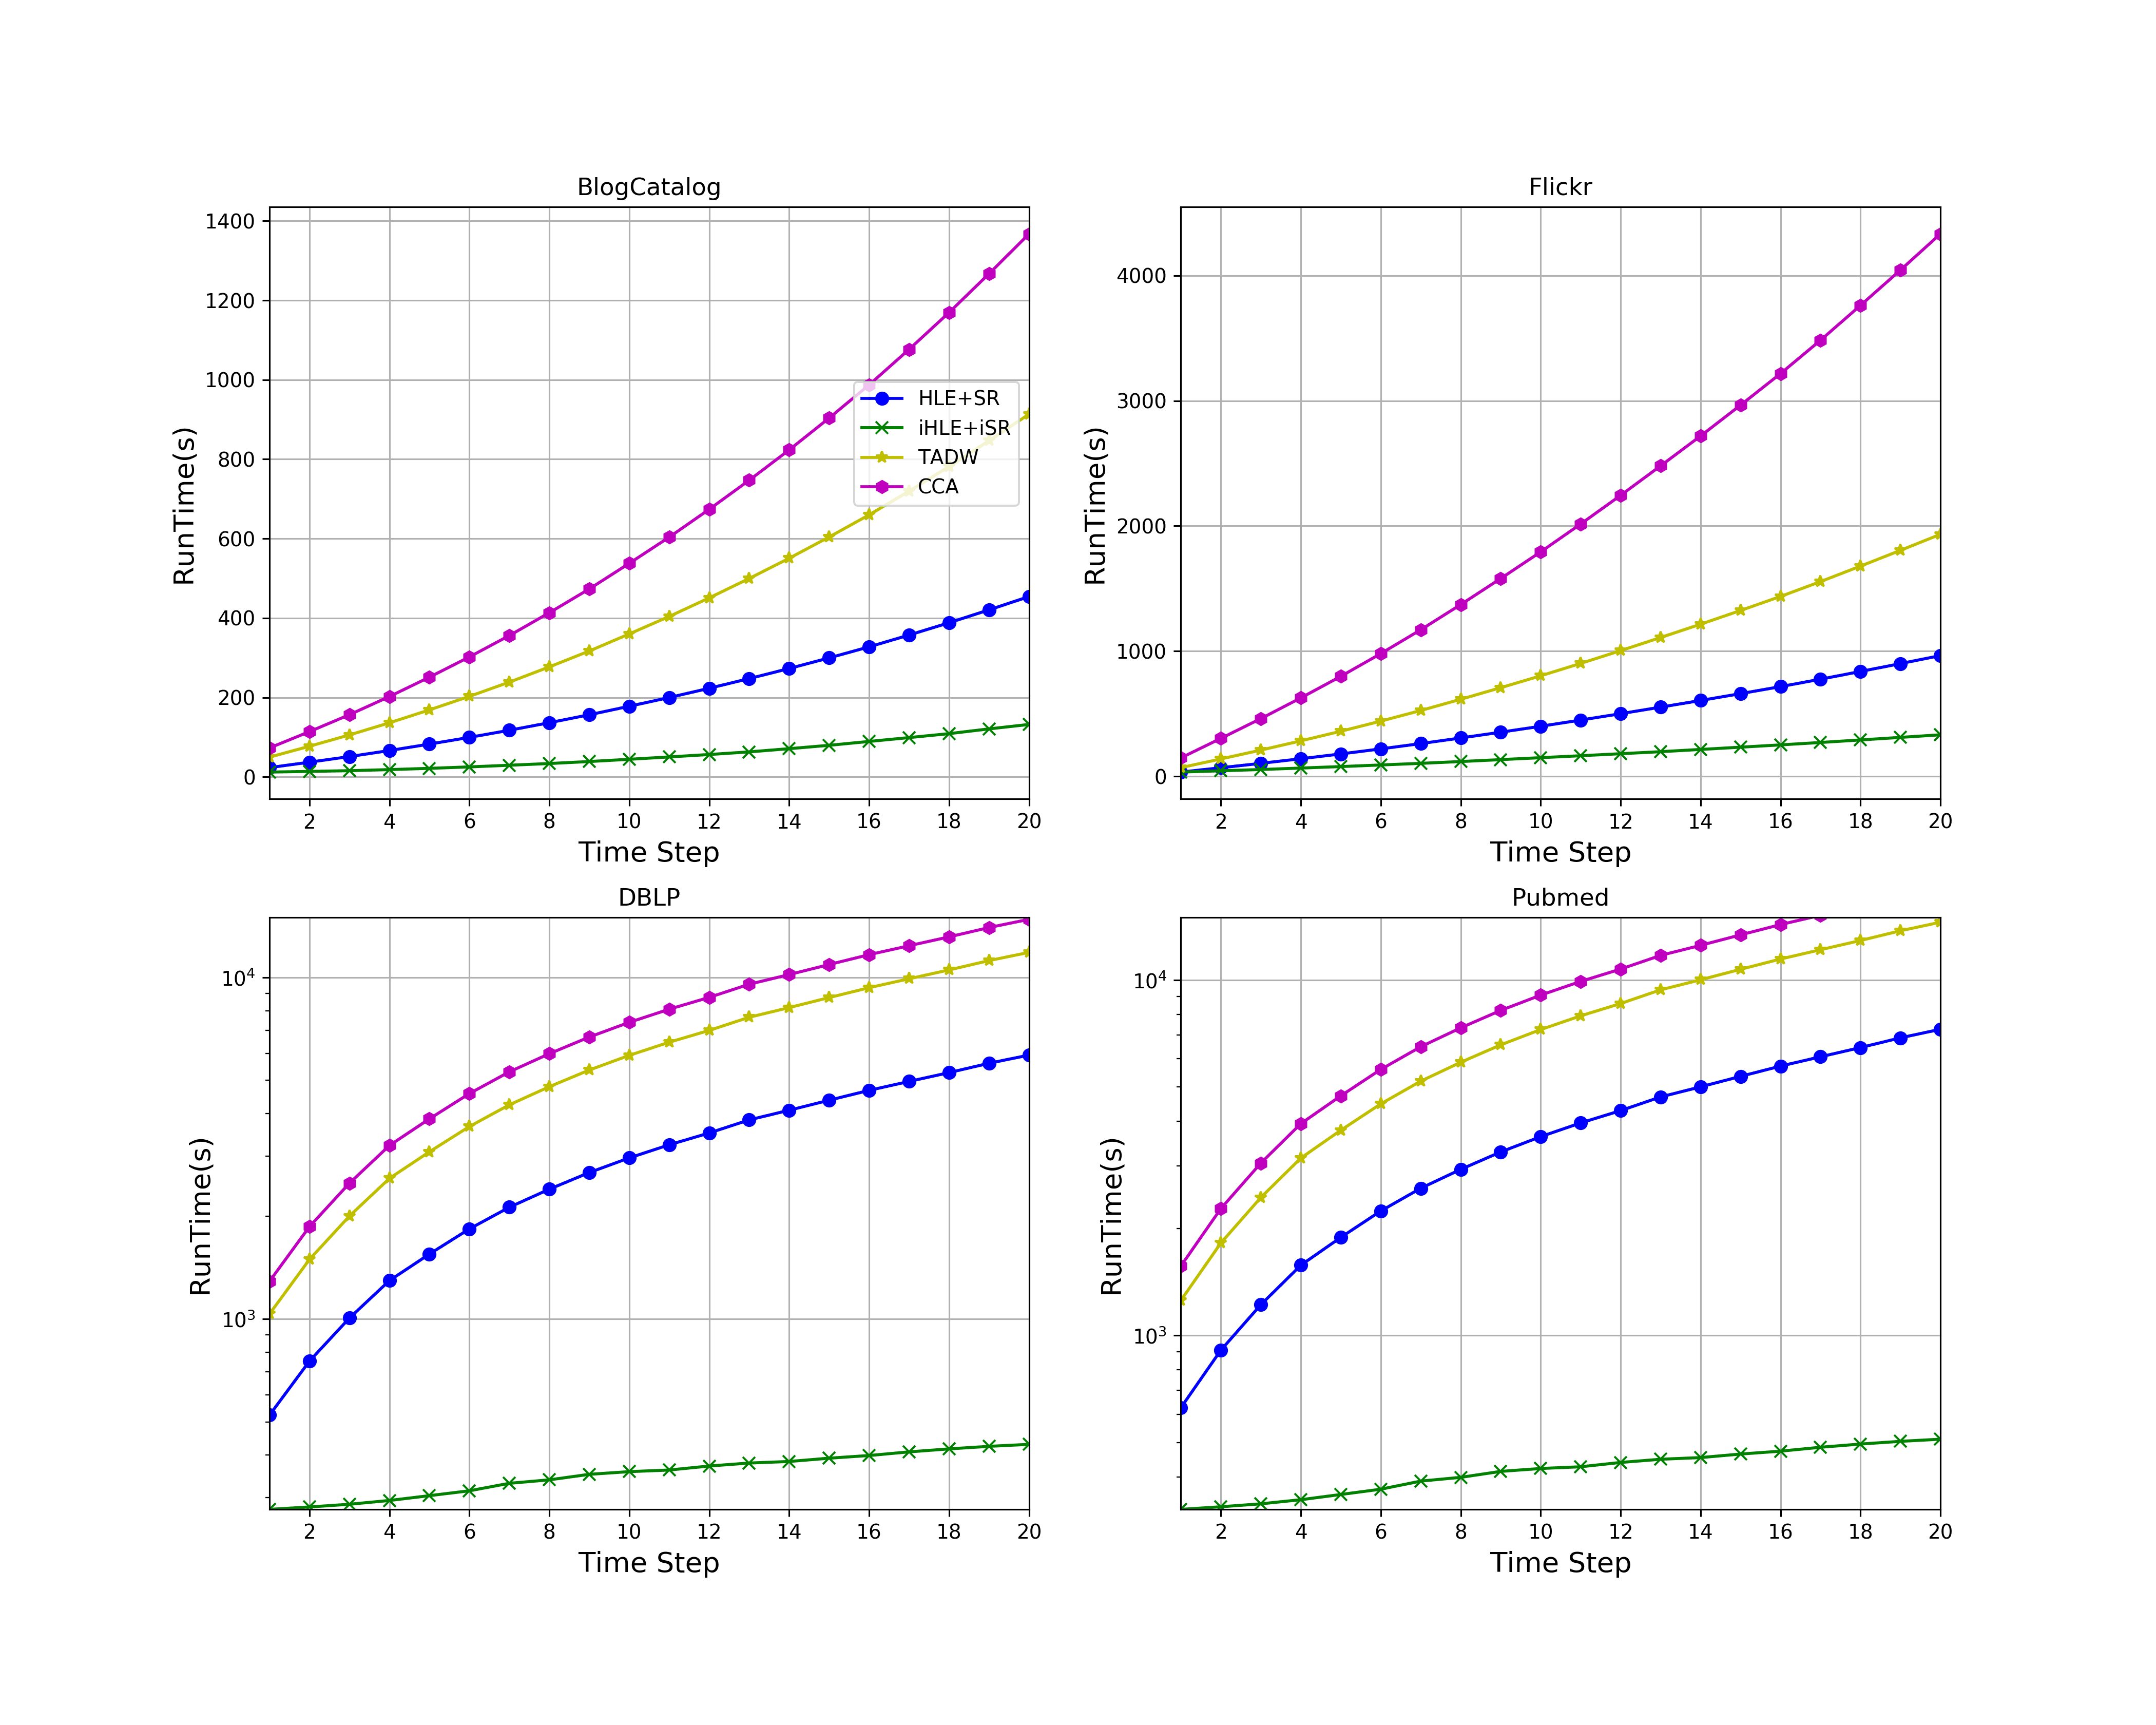 BlogCatalog
RunTime(s)
1400
1200
1000
800
600
400
200
0
HLE+SR
iHLE+iSR
TADW
CCA
2 4 6 8 10 12 14 16 18 20
Time Step
Flickr
RunTime(s)
4000
3000
2000
1000
0
2 4 6 8 10 12 14 16 18 20
Time Step
DBLP
RunTime(s)
10⁴
10³
2 4 6 8 10 12 14 16 18 20
Time Step
Pubmed
RunTime(s)
10⁴
10³
2 4 6 8 10 12 14 16 18 20
Time Step